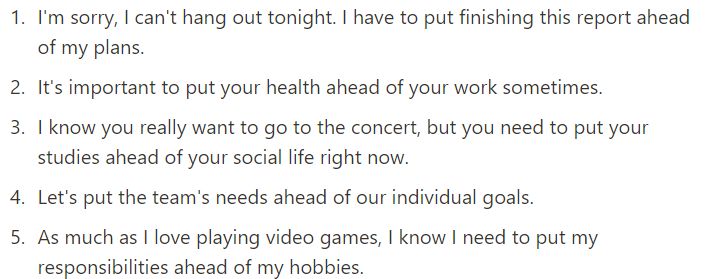 1. I'm sorry, I can't hang out tonight. I have to put finishing this report ahead
of my plans.
2. It's important to put your health ahead of your work sometimes.
3. I know you really want to go to the concert, but you need to put your
studies ahead of your social life right now.
4. Let's put the team's needs ahead of our individual goals.
5. As much as I love playing video games, I know I need to put my
responsibilities ahead of my hobbies.